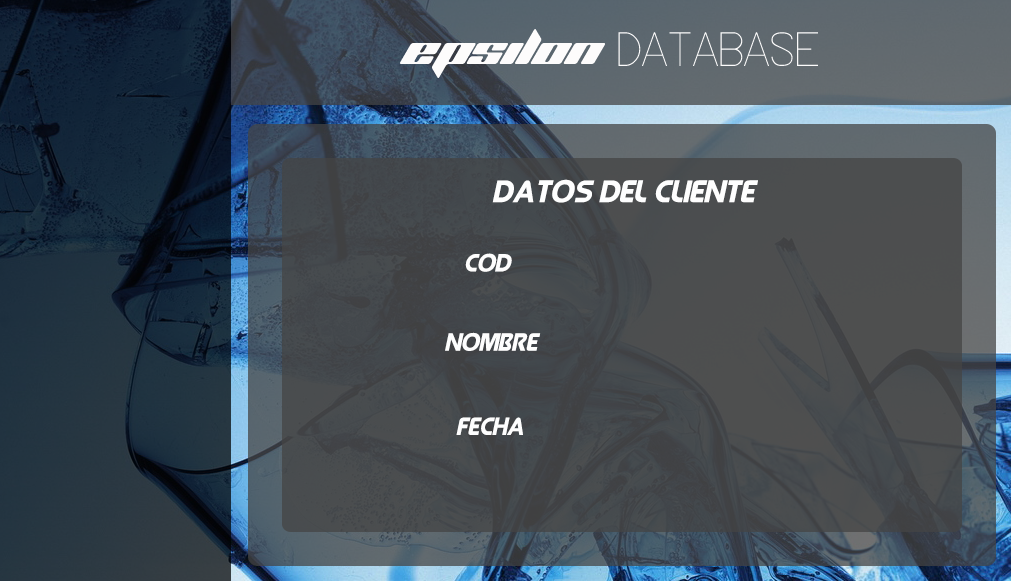 epsilon DATABASE
DATOS DEL CLIENTE
COD
NOMBRE
FECHA